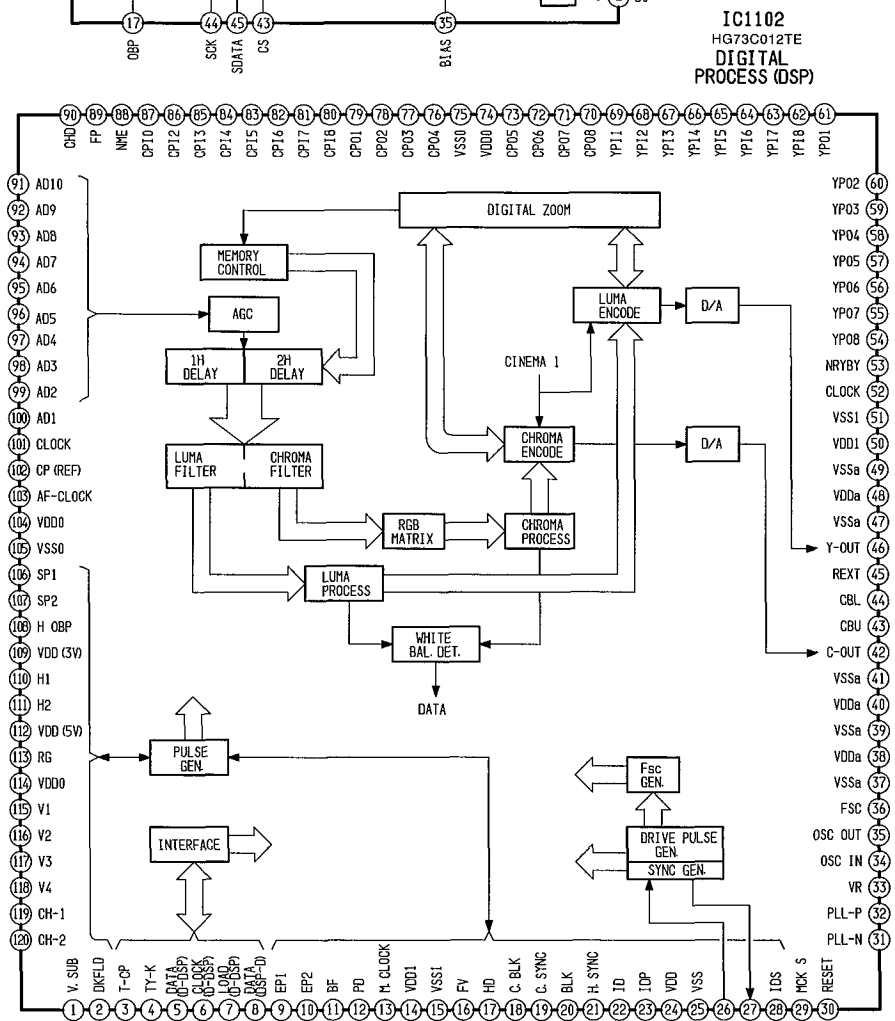 17 OBP
44 SCK
45 SDATA
43 CS
35 BIAS
IC1102
HG73C012TE
DIGITAL
PROCESS (DSP)
90 CHD
89 FP
88 NME
87 CPI0
86 CPI2
85 CPI3
84 CPI4
83 CPI5
82 CPI6
81 CPI7
80 CPI8
79 CPO1
78 CPO2
77 CPO3
76 CPO4
75 VSS0
74 VDD0
73 CPO5
72 CPO6
71 CPO7
70 CPO8
69 YPI1
68 YPI2
67 YPI3
66 YPI4
65 YPI5
64 YPI6
63 YPI7
62 YPI8
61 YPO1
91 AD10
92 AD9
93 AD8
94 AD7
95 AD6
96 AD5
97 AD4
98 AD3
99 AD2
100 AD1
101 CLOCK
102 CP (REF)
103 AF-CLOCK
104 VDD0
105 VSS0
106 SP1
107 SP2
108 H OBP
109 VDD (3V)
110 H1
111 H2
112 VDD (5V)
113 RG
114 VDD0
115 V1
116 V2
117 V3
118 V4
119 CH-1
120 CH-2
DIGITAL ZOOM
MEMORY
CONTROL
AGC
1H
DELAY
2H
DELAY
LUMA
ENCODE
D/A
CINEMA 1
CHROMA
ENCODE
D/A
LUMA
FILTER
CHROMA
FILTER
RGB
MATRIX
CHROMA
PROCESS
LUMA
PROCESS
WHITE
BAL. DET.
DATA
PULSE
GEN.
INTERFACE
Fsc
GEN.
DRIVE PULSE
GEN.
SYNC GEN.
YPO2 60
YPO3 59
YPO4 58
YPO5 57
YPO6 56
YPO7 55
YPO8 54
NRYBY 53
CLOCK 52
VSS1 51
VDD1 50
VSSa 49
VDDa 48
VSSa 47
Y-OUT 46
REXT 45
CBL 44
CBU 43
C-OUT 42
VSSa 41
VDDa 40
VSSa 39
VDDa 38
VSSa 37
FSC 36
OSC OUT 35
OSC IN 34
VR 33
PLL-P 32
PLL-N 31
V. SUB 1
DKFLD 2
T-CP 3
TY-K 4
DATA (D-DSP) 5
CLOCK (D-DSP) 6
LOAD (D-DSP) 7
DATA (DSP-D) 8
EP1 9
EP2 10
BF 11
PD 12
M. CLOCK 13
VDD1 14
VSS1 15
FV 16
HD 17
C. BLK 18
C. SYNC 19
BLK 20
H. SYNC 21
ID 22
IDP 23
VDD 24
VSS 25
26
27
IDS 28
MCK S 29
RESET 30